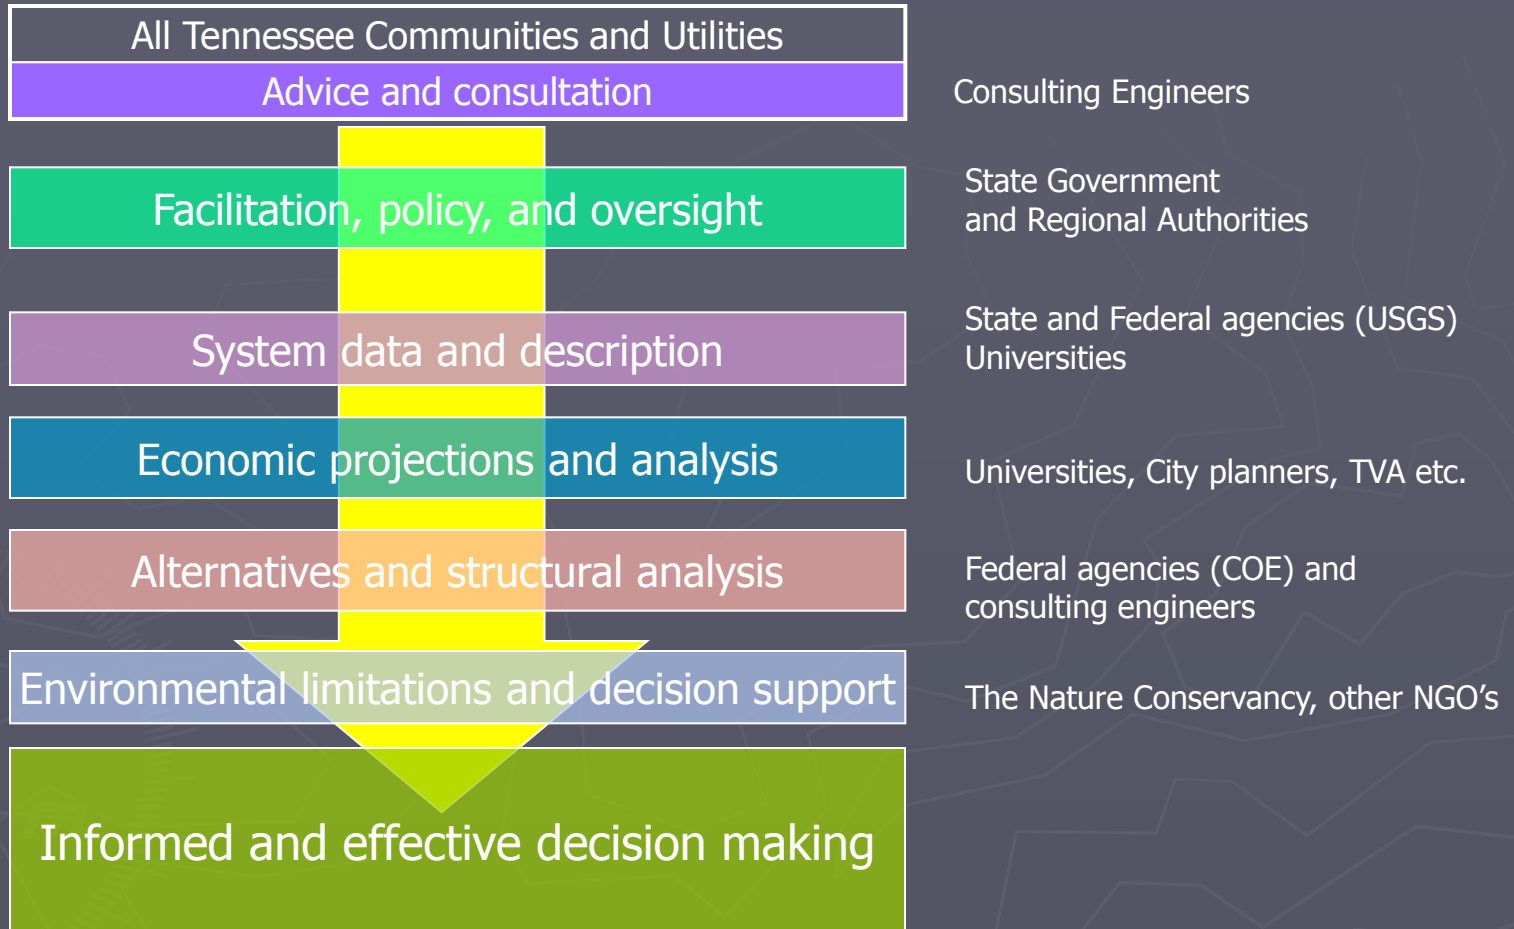 All Tennessee Communities and Utilities
Advice and consultation
Consulting Engineers
Facilitation, policy, and oversight
State Government
and Regional Authorities
System data and description
State and Federal agencies (USGS)
Universities
Economic projections and analysis
Universities, City planners, TVA etc.
Alternatives and structural analysis
Federal agencies (COE) and
consulting engineers
Environmental limitations and decision support
The Nature Conservancy, other NGO’s
Informed and effective decision making